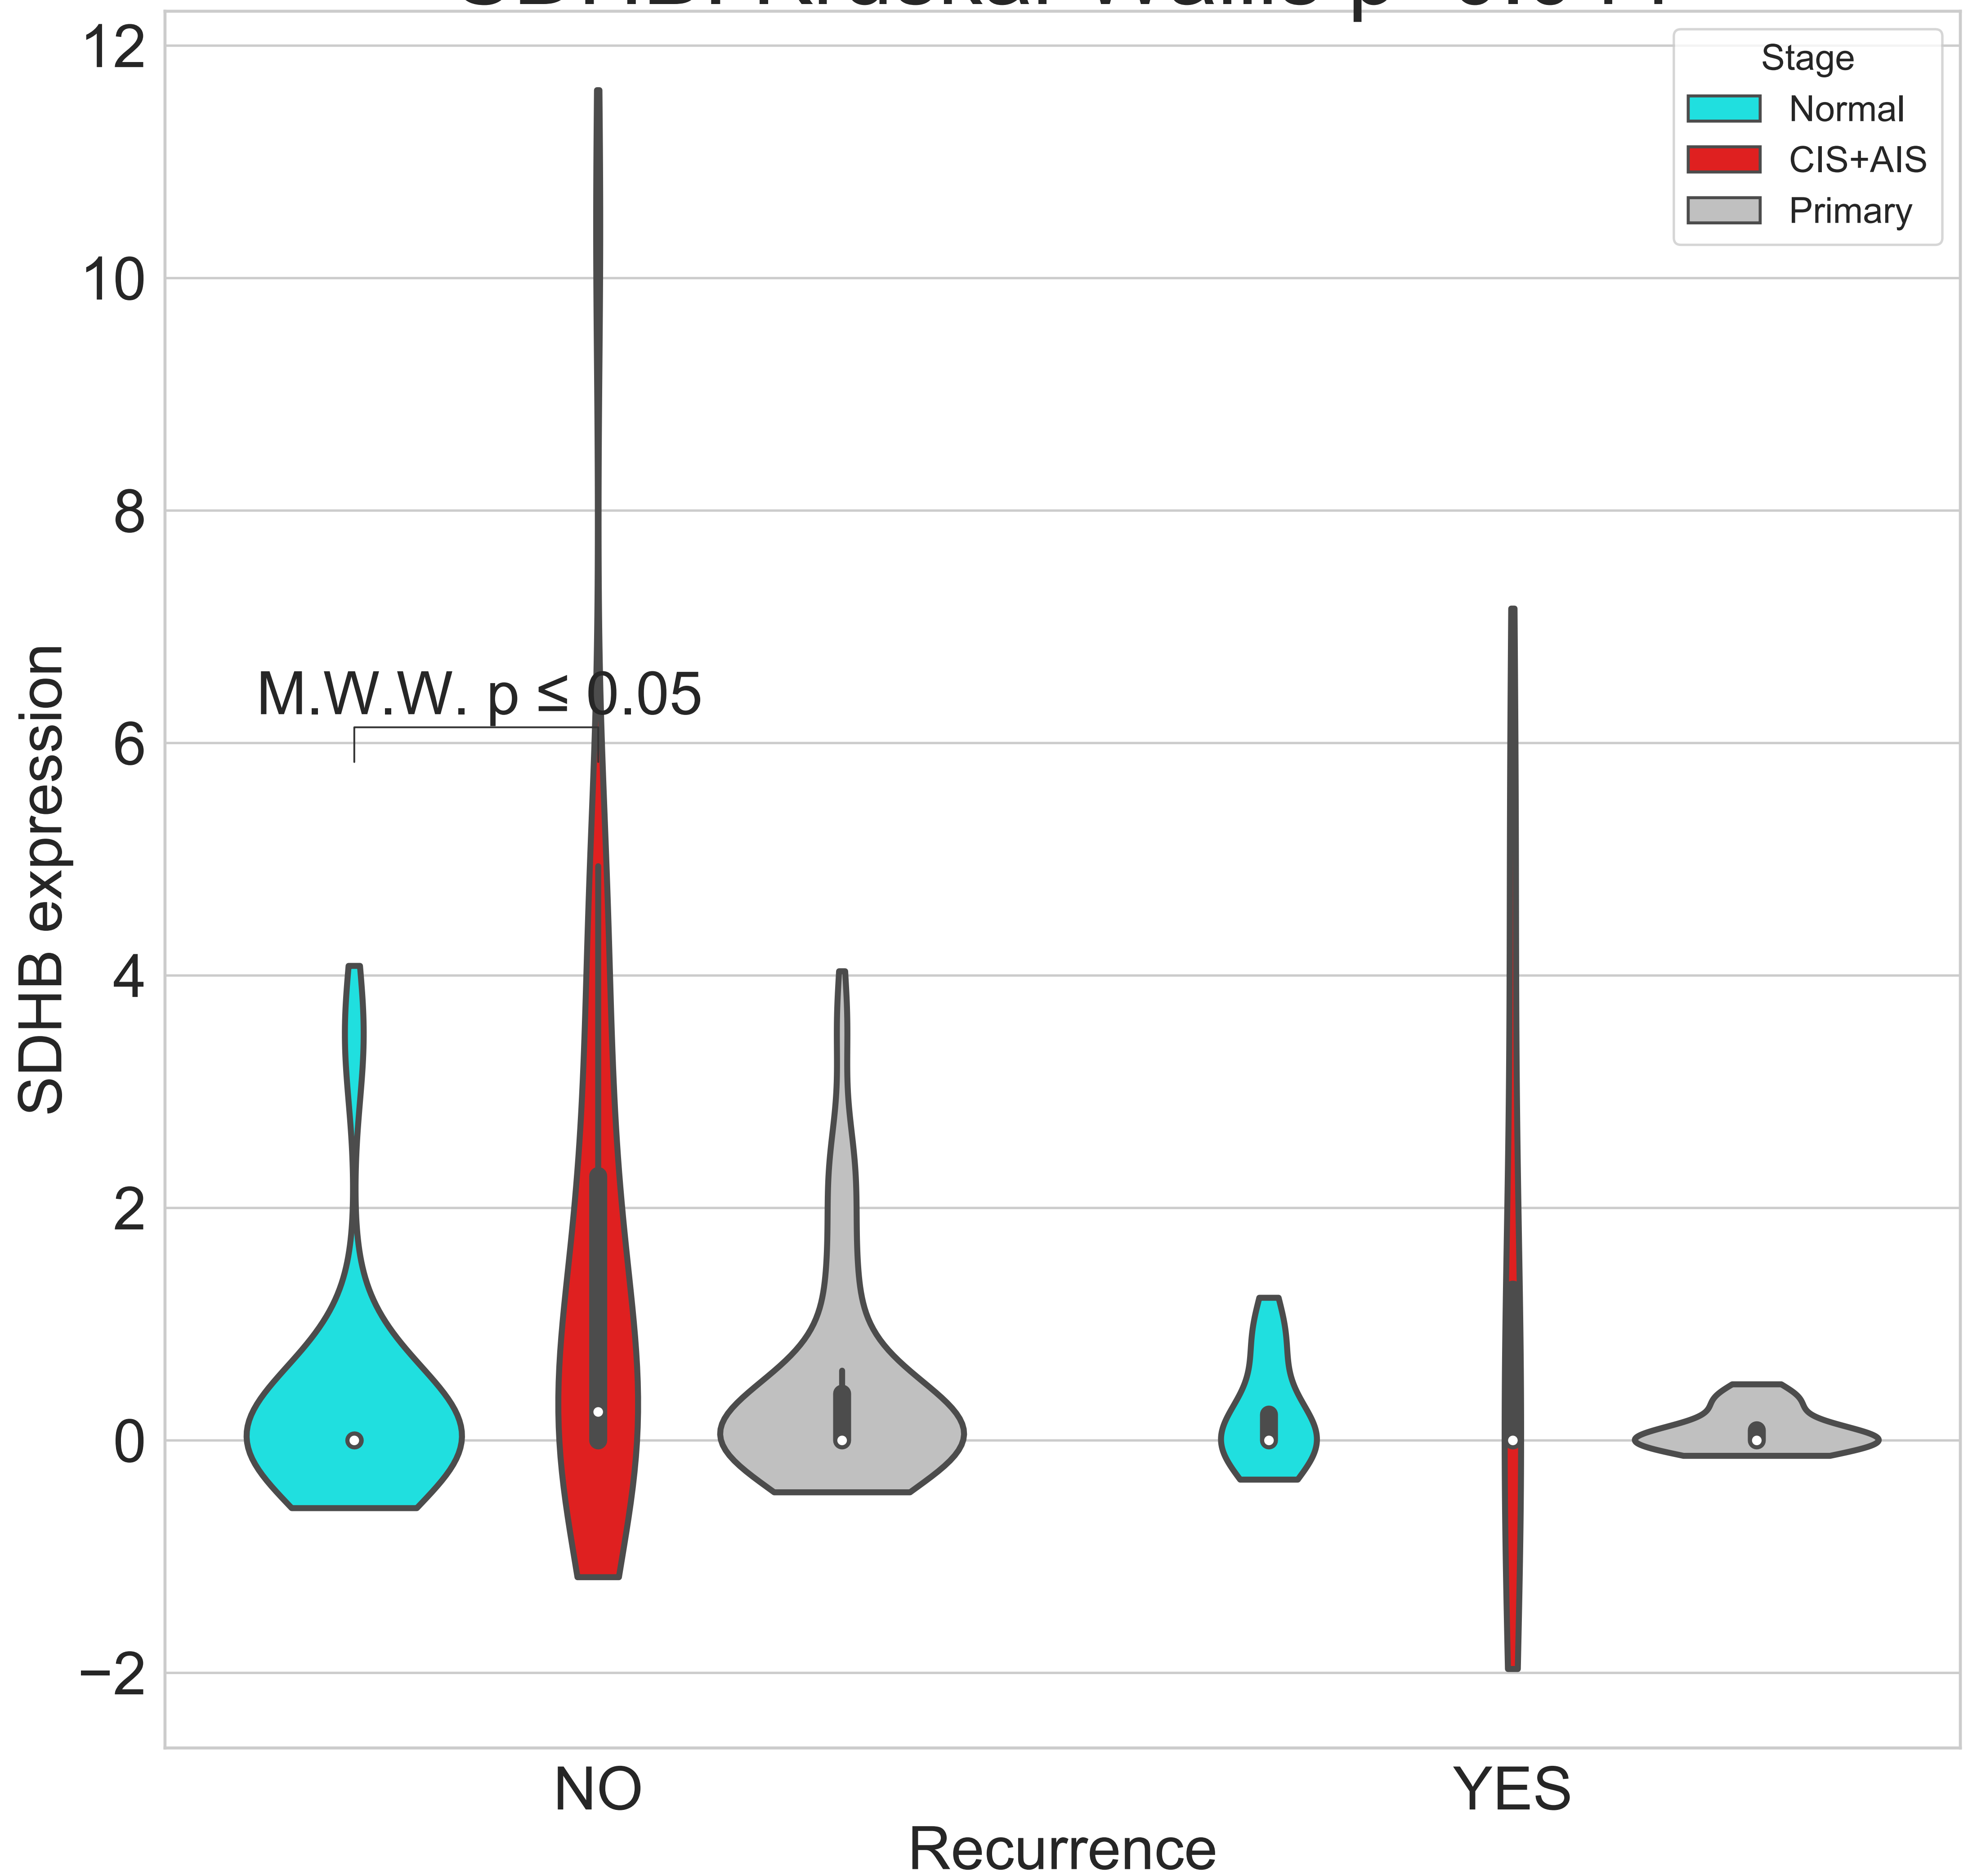 12
10
8
6
4
2
0
−2
SDHB expression
Stage
Normal
CIS+AIS
Primary
M.W.W. p ≤ 0.05
NO
YES
Recurrence